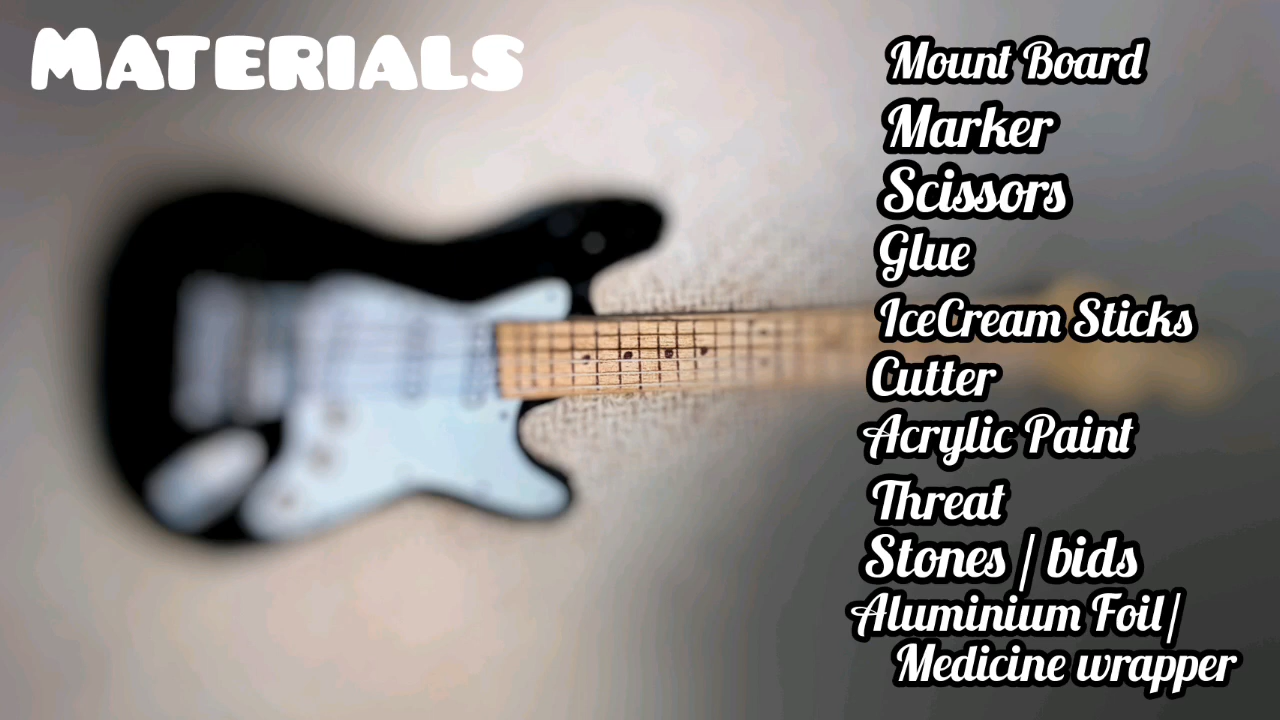 Materials
Mount Board
Marker
Scissors
Glue
IceCream Sticks
Cutter
Acrylic Paint
Threat
Stones / bids
Aluminium Foil/
Medicine wrapper